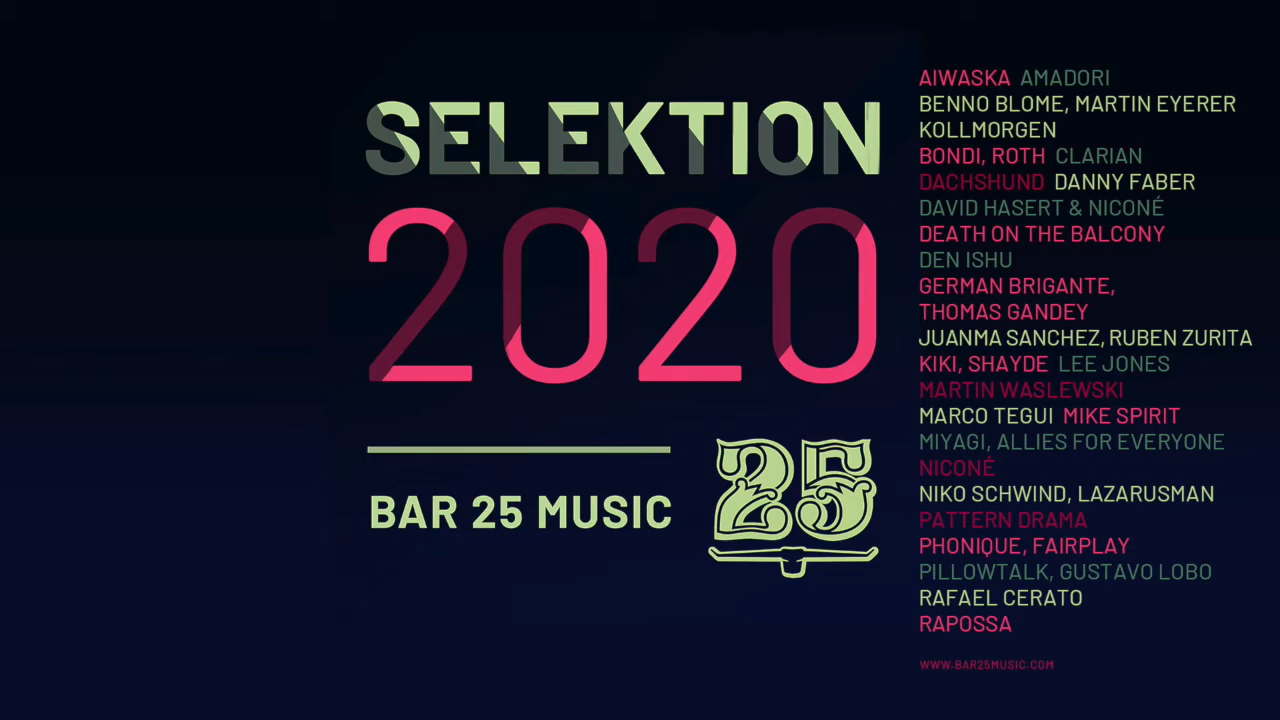 SELEKTION
2020
BAR 25 MUSIC
25
AIWASKA AMADORI
BENNO BLOME, MARTIN EYERER
KOLLMORGEN
BONDI, ROTH CLARIAN
DACHSHUND DANNY FABER
DAVID HASERT & NICONÉ
DEATH ON THE BALCONY
DEN ISHU
GERMAN BRIGANTE,
THOMAS GANDEY
JUANMA SANCHEZ, RUBEN ZURITA
KIKI, SHAYDE LEE JONES
MARTIN WASLEWSKI
MARCO TEGUI MIKE SPIRIT
MIYAGI, ALLIES FOR EVERYONE
NICONÉ
NIKO SCHWIND, LAZARUSMAN
PATTERN DRAMA
PHONIQUE, FAIRPLAY
PILLOWTALK, GUSTAVO LOBO
RAFAEL CERATO
RAPOSSA
WWW.BAR25MUSIC.COM